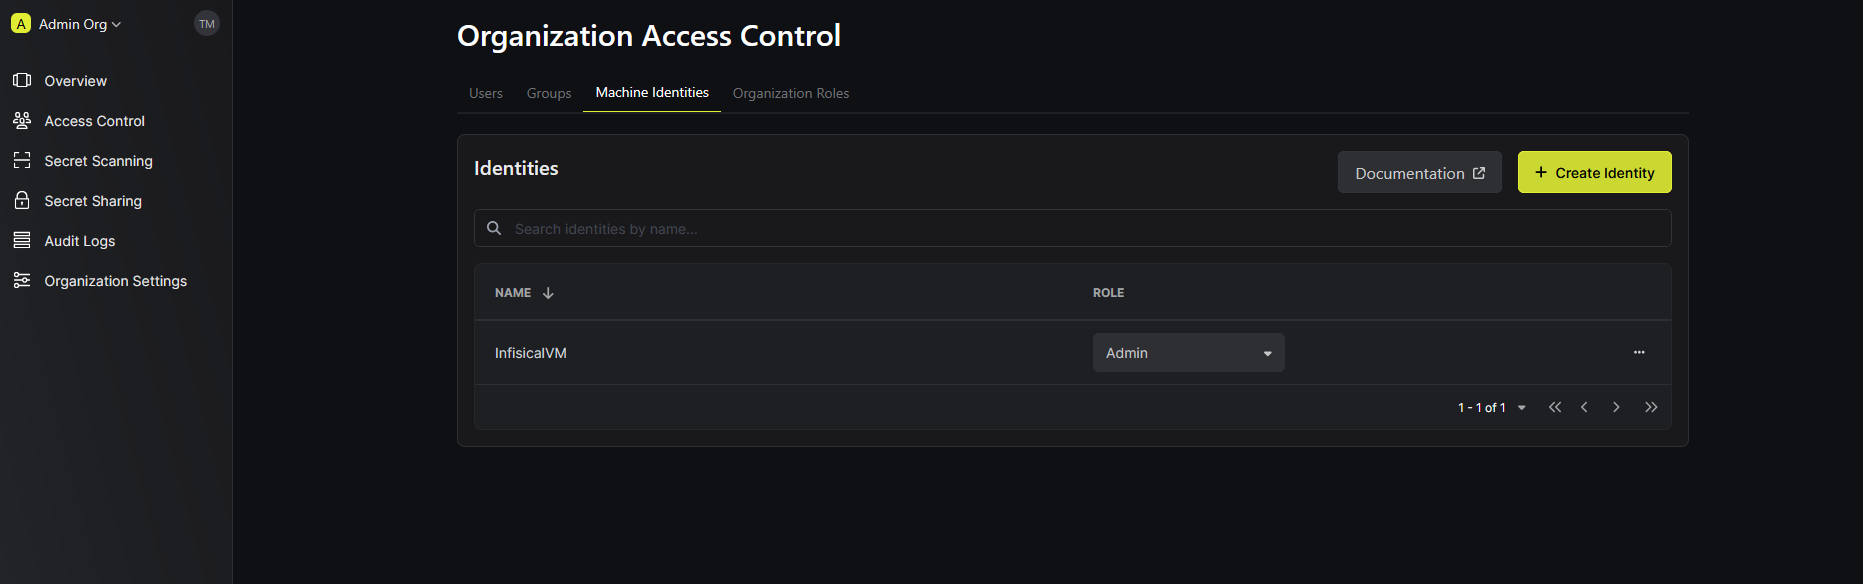 A Admin Org
TM
Overview
Access Control
Secret Scanning
Secret Sharing
Audit Logs
Organization Settings
Organization Access Control
Users Groups Machine Identities Organization Roles
Identities
Documentation
+ Create Identity
Search identities by name...
NAME ROLE
InfisicalVM Admin
1 - 1 of 1